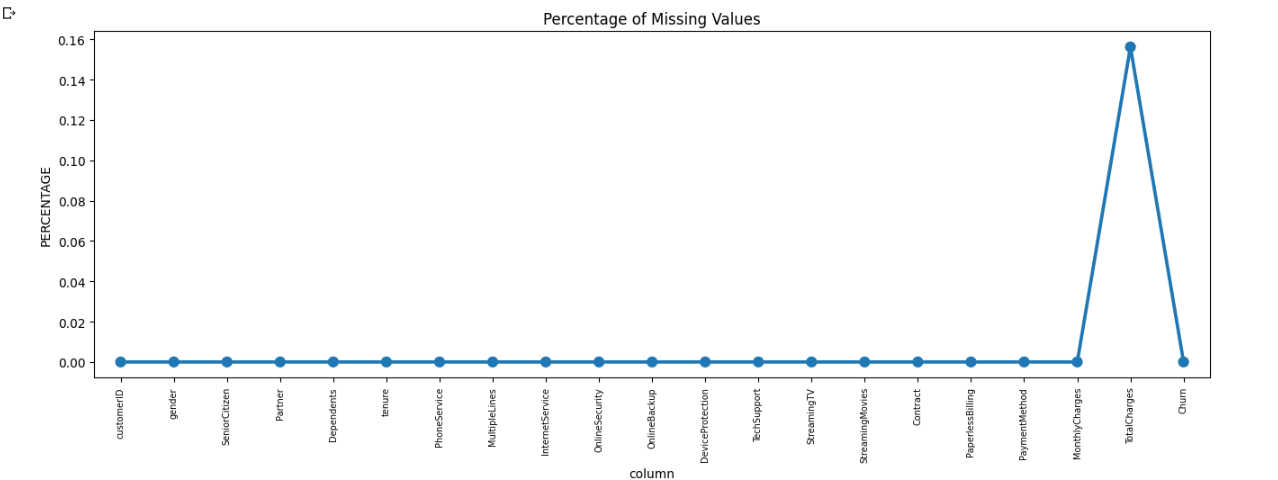 Percentage of Missing Values
PERCENTAGE
0.16
0.14
0.12
0.10
0.08
0.06
0.04
0.02
0.00
customerID
gender
SeniorCitizen
Partner
Dependents
tenure
PhoneService
MultipleLines
InternetService
OnlineSecurity
OnlineBackup
DeviceProtection
TechSupport
StreamingTV
StreamingMovies
Contract
PaperlessBilling
PaymentMethod
MonthlyCharges
TotalCharges
Churn
column